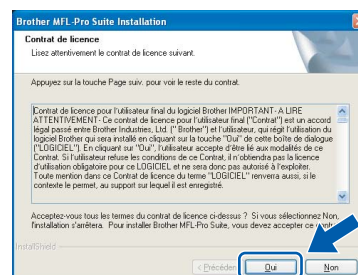 Brother MFL-Pro Suite Installation
Contrat de licence
Lisez attentivement le contrat de licence suivant.
Appuyez sur la touche Page suiv. pour voir le reste du contrat.
Contrat de licence pour l'utilisateur final du logiciel Brother IMPORTANT- A LIRE
ATTENTIVEMENT- Ce contrat de licence pour l'utilisateur final ("Contrat") est un accord
légal passé entre Brother Industries, Ltd. (" Brother") et l'utilisateur, qui régit l'utilisation du
logiciel Brother qui sera installé en cliquant sur la touche "Oui" de cette boîte de dialogue
("LOGICIEL"). En cliquant sur "Oui", l'utilisateur accepte d'être lié aux modalités de ce
Contrat. Si l'utilisateur refuse les conditions de ce Contrat, il n'obtiendra pas la licence
d'utilisation obligatoire pour ce LOGICIEL et ne sera donc pas autorisé à l'exploiter.
Toute mention dans ce Contrat de licence du terme "LOGICIEL" renverra aussi, si le
contexte le permet, au support sur lequel il est enregistré.
Acceptez-vous tous les termes du contrat de licence ci-dessus ? Si vous sélectionnez Non,
l'installation s'arrêtera. Pour installer Brother MFL-Pro Suite, vous devez accepter ce
InstallShield
< Précéden Oui Non